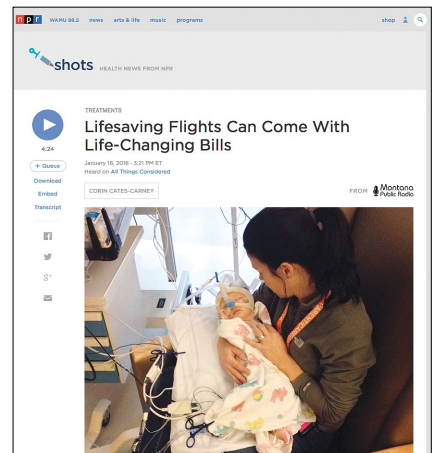 npr WAMU 88.5 news arts & life music programs shop
shots HEALTH NEWS FROM NPR
TREATMENTS
Lifesaving Flights Can Come With
Life-Changing Bills
4:24
January 18, 2016 · 3:21 PM ET
Heard on All Things Considered
+ Queue
Download
Embed
Transcript
CORIN CATES-CARNEY
FROM Montana
Public Radio
g+